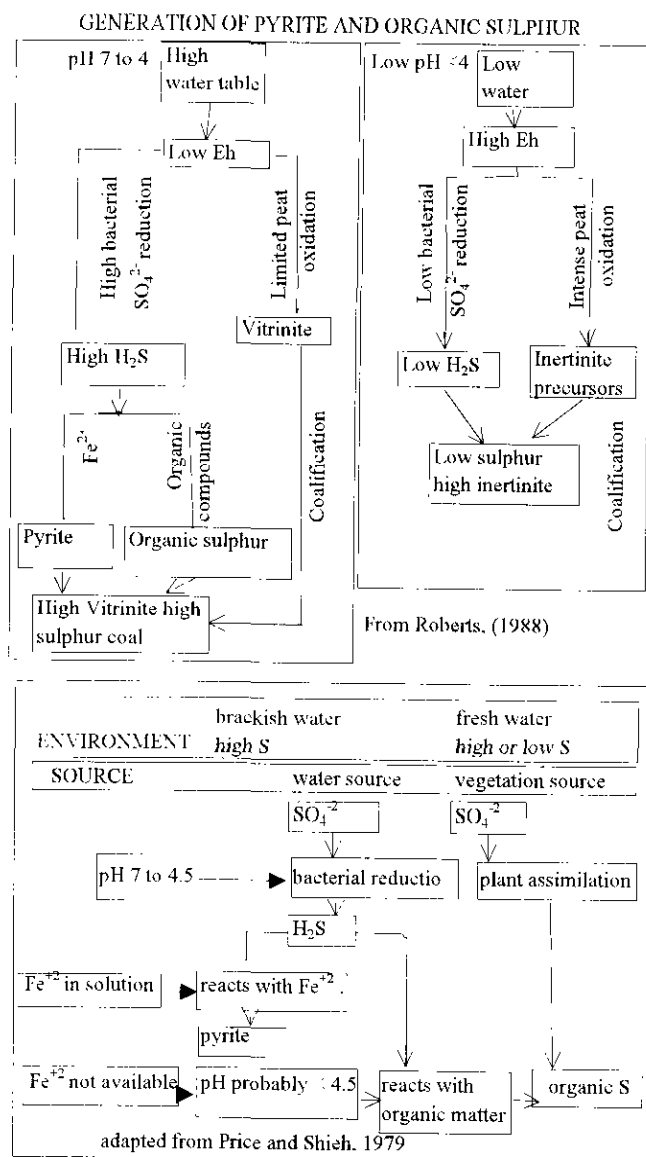 GENERATION OF PYRITE AND ORGANIC SULPHUR
pH 7 to 4
High
water table
Low Eh
High bacterial
SO₄²⁻ reduction
Limited peat
oxidation
Vitrinite
High H₂S
Fe²⁺
Organic
compounds
Coalification
Pyrite
Organic sulphur
High Vitrinite high
sulphur coal
Low pH <4
Low
water
High Eh
Low bacterial
SO₄²⁻ reduction
Intense peat
oxidation
Low H₂S
Inertinite
precursors
Low sulphur
high inertinite
Coalification
From Roberts, (1988)
ENVIRONMENT
brackish water
high S
fresh water
high or low S
SOURCE
water source
vegetation source
SO₄⁻²
SO₄⁻²
pH 7 to 4.5
bacterial reductio
plant assimilation
H₂S
Fe⁺² in solution
reacts with Fe⁺² .
pyrite
Fe⁺² not available
pH probably <4.5
reacts with
organic matter
organic S
adapted from Price and Shieh, 1979